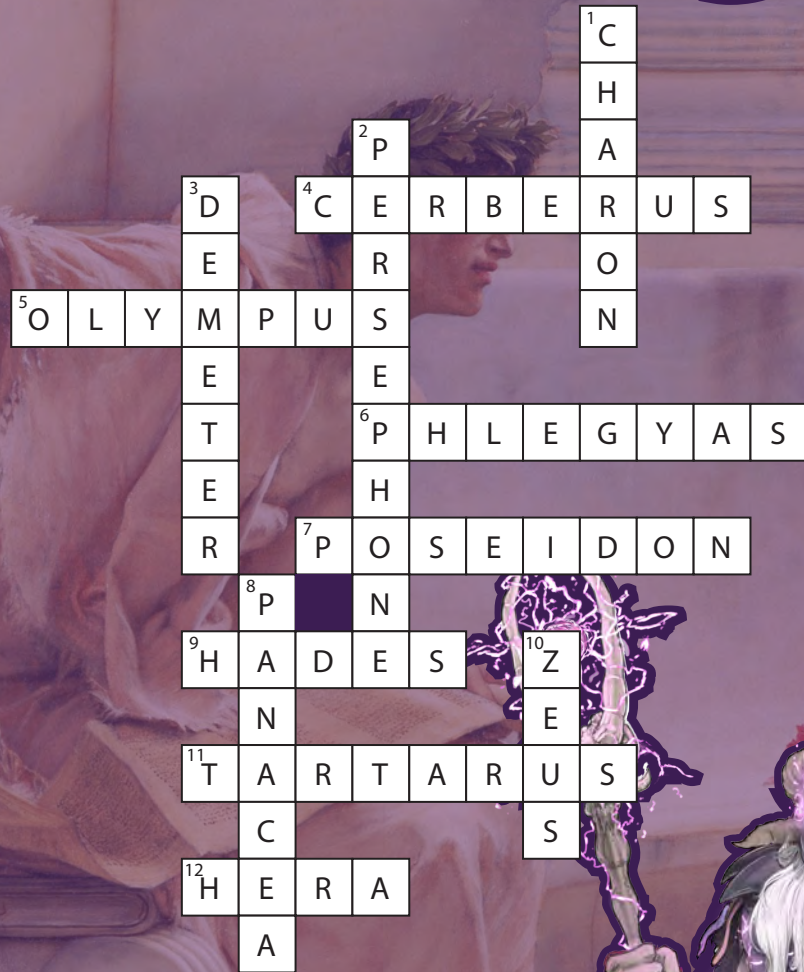 1C
H
2P A
3D 4C E R B E R U S
E R O
5O L Y M P U S N
E E
T 6P H L E G Y A S
E H
R 7P O S E I D O N
8P N
9H A D E S 10Z
N E
11T A R T A R U S
C S
12H E R A
A